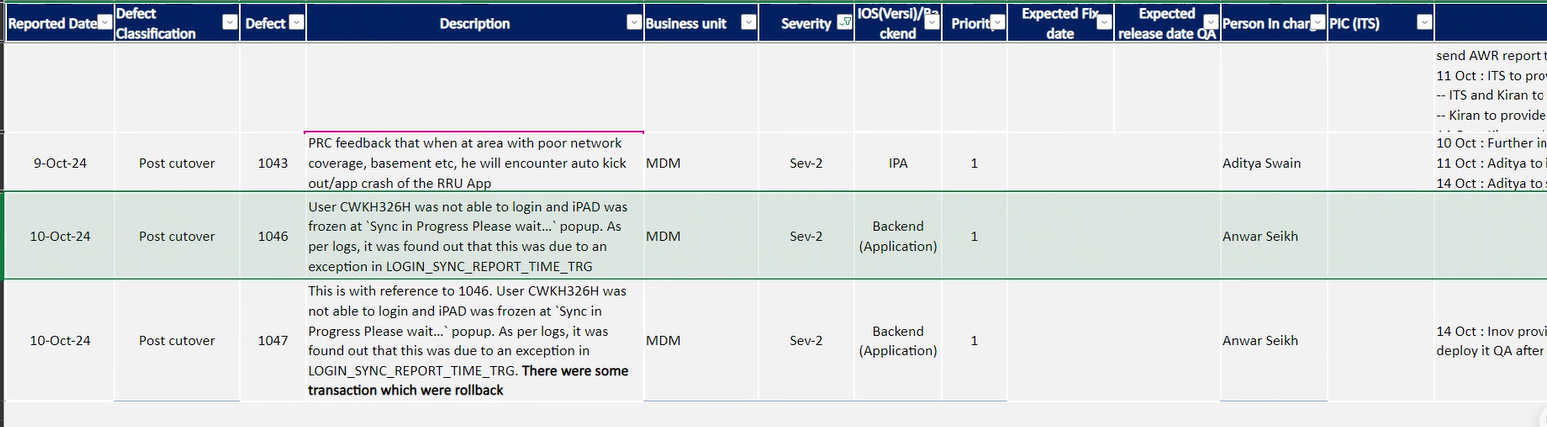 Reported Date
Defect
Classification
Defect
Description
Business unit
Severity
IOS(Versi)/Ba
ckend
Priority
Expected Fix
date
Expected
release date QA
Person In charg
PIC (ITS)
send AWR report t
11 Oct : ITS to prov
-- ITS and Kiran to
-- Kiran to provide
9-Oct-24
Post cutover
1043
PRC feedback that when at area with poor network
coverage, basement etc, he will encounter auto kick
out/app crash of the RRU App
MDM
Sev-2
IPA
1
Aditya Swain
10 Oct : Further in
11 Oct : Aditya to i
14 Oct : Aditya to s
10-Oct-24
Post cutover
1046
User CWKH326H was not able to login and iPAD was
frozen at `Sync in Progress Please wait...` popup. As
per logs, it was found out that this was due to an
exception in LOGIN_SYNC_REPORT_TIME_TRG
MDM
Sev-2
Backend
(Application)
1
Anwar Seikh
10-Oct-24
Post cutover
1047
This is with reference to 1046. User CWKH326H was
not able to login and iPAD was frozen at `Sync in
Progress Please wait...` popup. As per logs, it was
found out that this was due to an exception in
LOGIN_SYNC_REPORT_TIME_TRG. There were some
transaction which were rollback
MDM
Sev-2
Backend
(Application)
1
Anwar Seikh
14 Oct : Inov provi
deploy it QA after